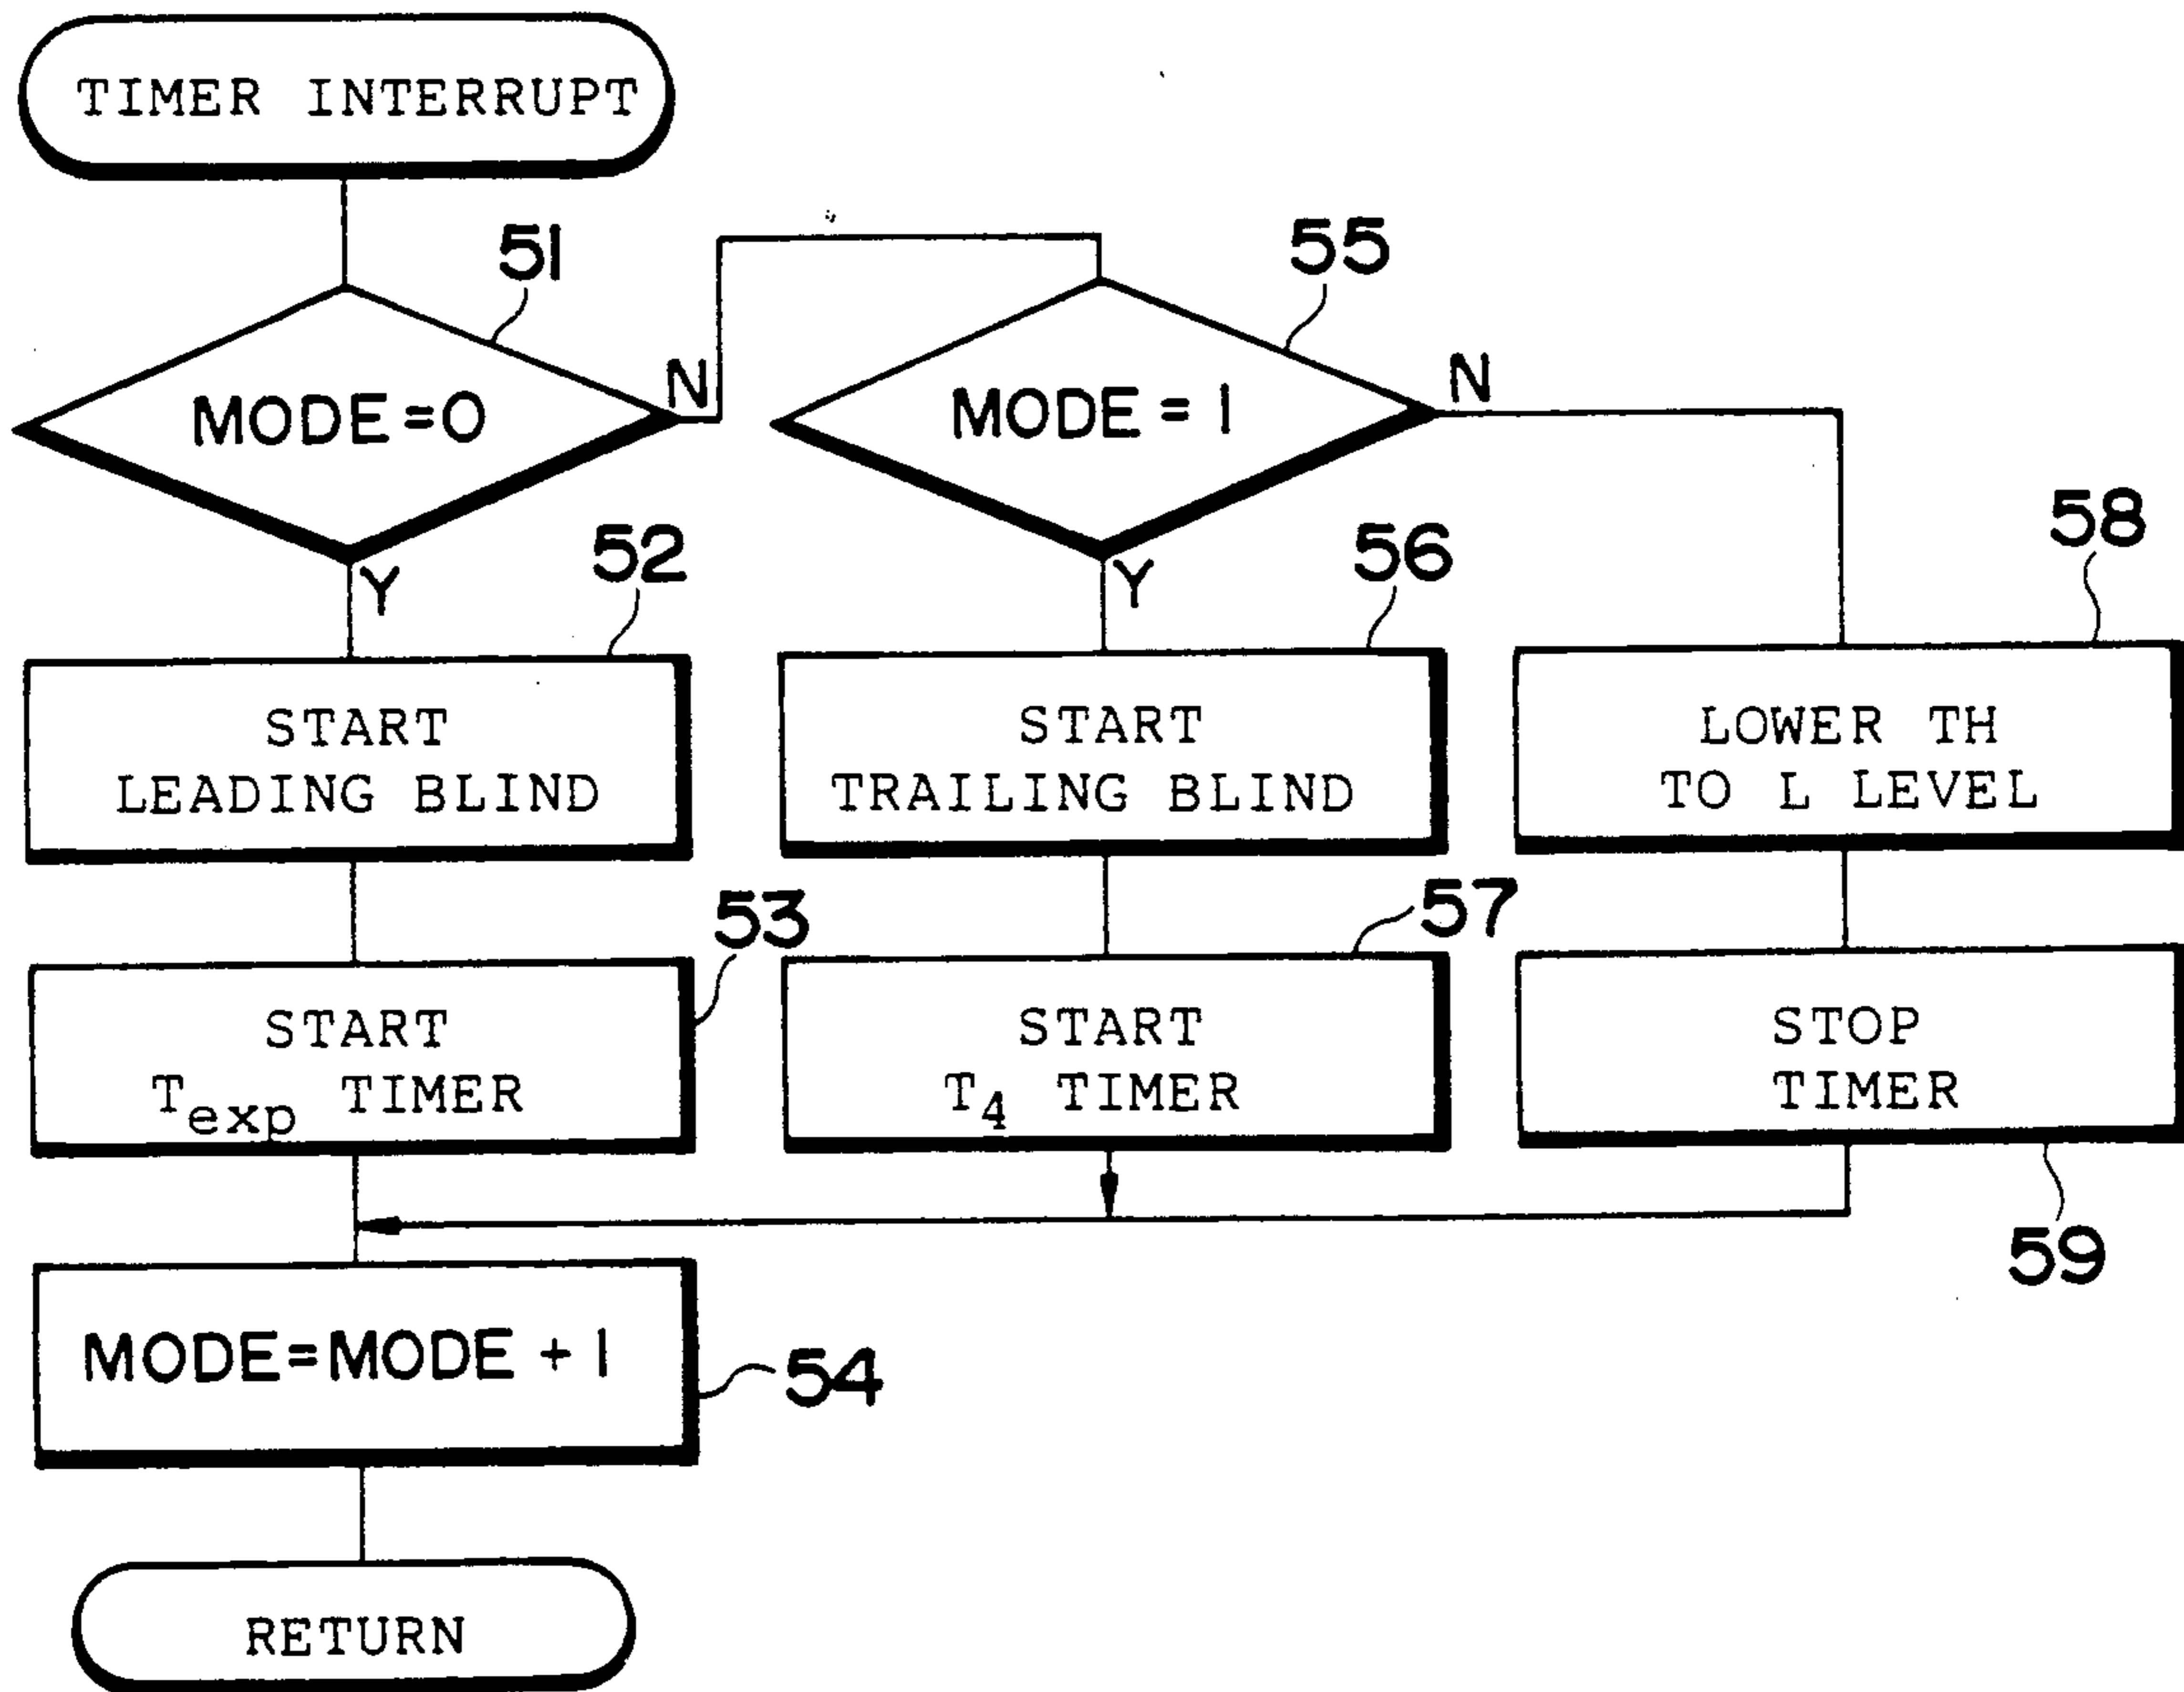 TIMER INTERRUPT
51
MODE=0
N
Y
52
START
LEADING BLIND
53
START
Texp TIMER
MODE=MODE+1
54
RETURN
55
MODE=1
N
Y
56
START
TRAILING BLIND
57
START
T4 TIMER
58
LOWER TH
TO L LEVEL
STOP
TIMER
59